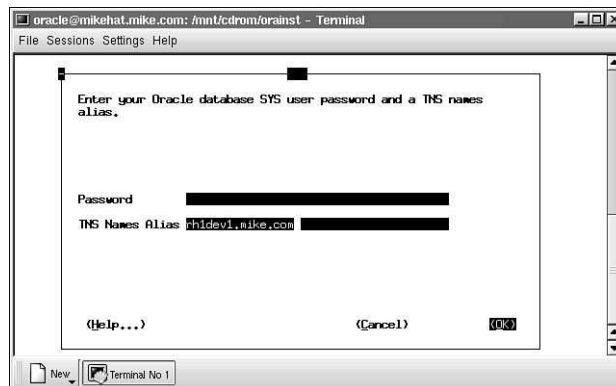 oracle@mikehat.mike.com: /mnt/cdrom/orainst - Terminal
File Sessions Settings Help
Enter your Oracle database SYS user password and a TNS names
alias.
Password
TNS Names Alias rh1dev1.mike.com
(Help...) (Cancel) (OK)
New Terminal No 1